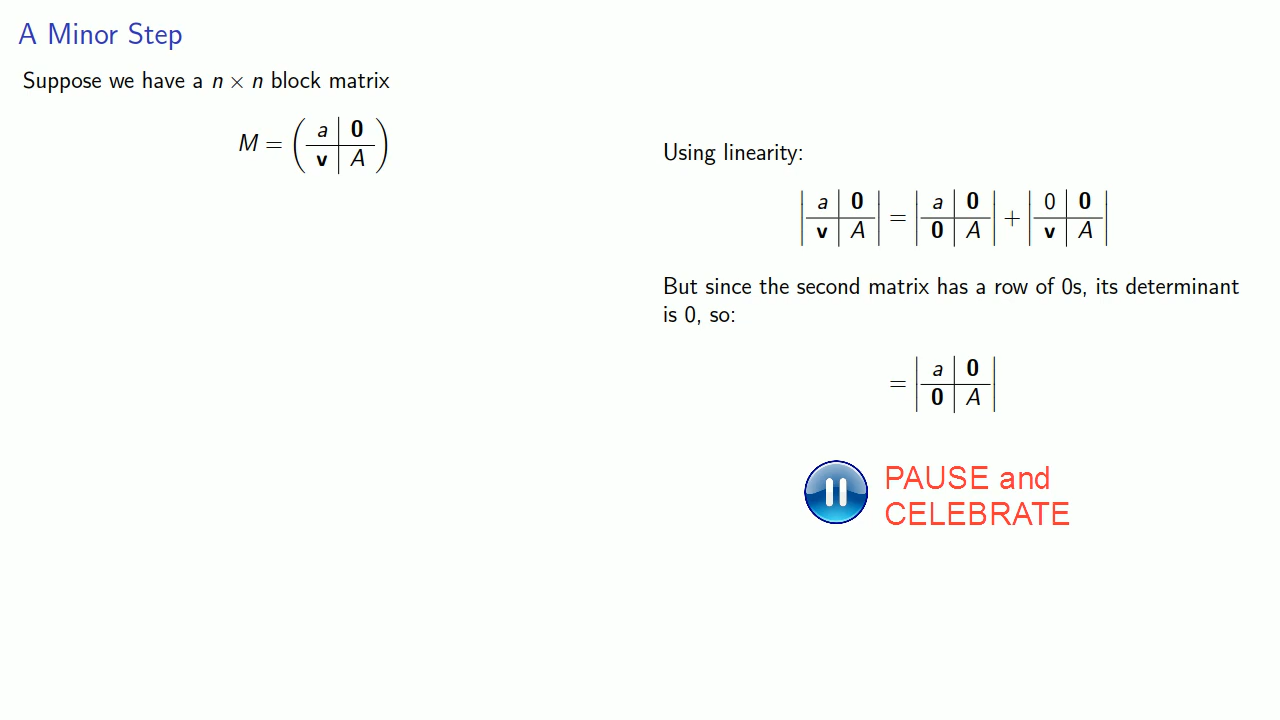 A Minor Step
Suppose we have a n × n block matrix
M = ( a | 0
v | A )
Using linearity:
| a | 0 | = | a | 0 | + | 0 | 0 |
| v | A |   | 0 | A |   | v | A |
But since the second matrix has a row of 0s, its determinant
is 0, so:
= | a | 0 |
| 0 | A |
PAUSE and
CELEBRATE